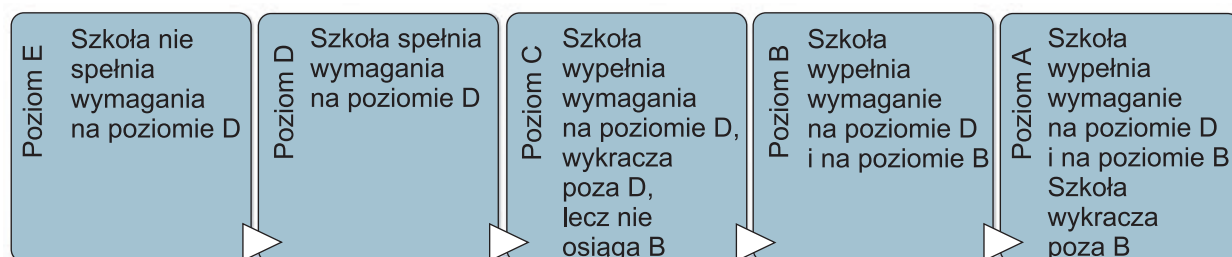 Poziom E
Szkoła nie
spełnia
wymagania
na poziomie D
Poziom D
Szkoła spełnia
wymagania
na poziomie D
Poziom C
Szkoła
wypełnia
wymagania
na poziomie D,
wykracza
poza D,
lecz nie
osiąga B
Poziom B
Szkoła
wypełnia
wymaganie
na poziomie D
i na poziomie B
Poziom A
Szkoła
wypełnia
wymaganie
na poziomie D
i na poziomie B
Szkoła
wykracza
poza B